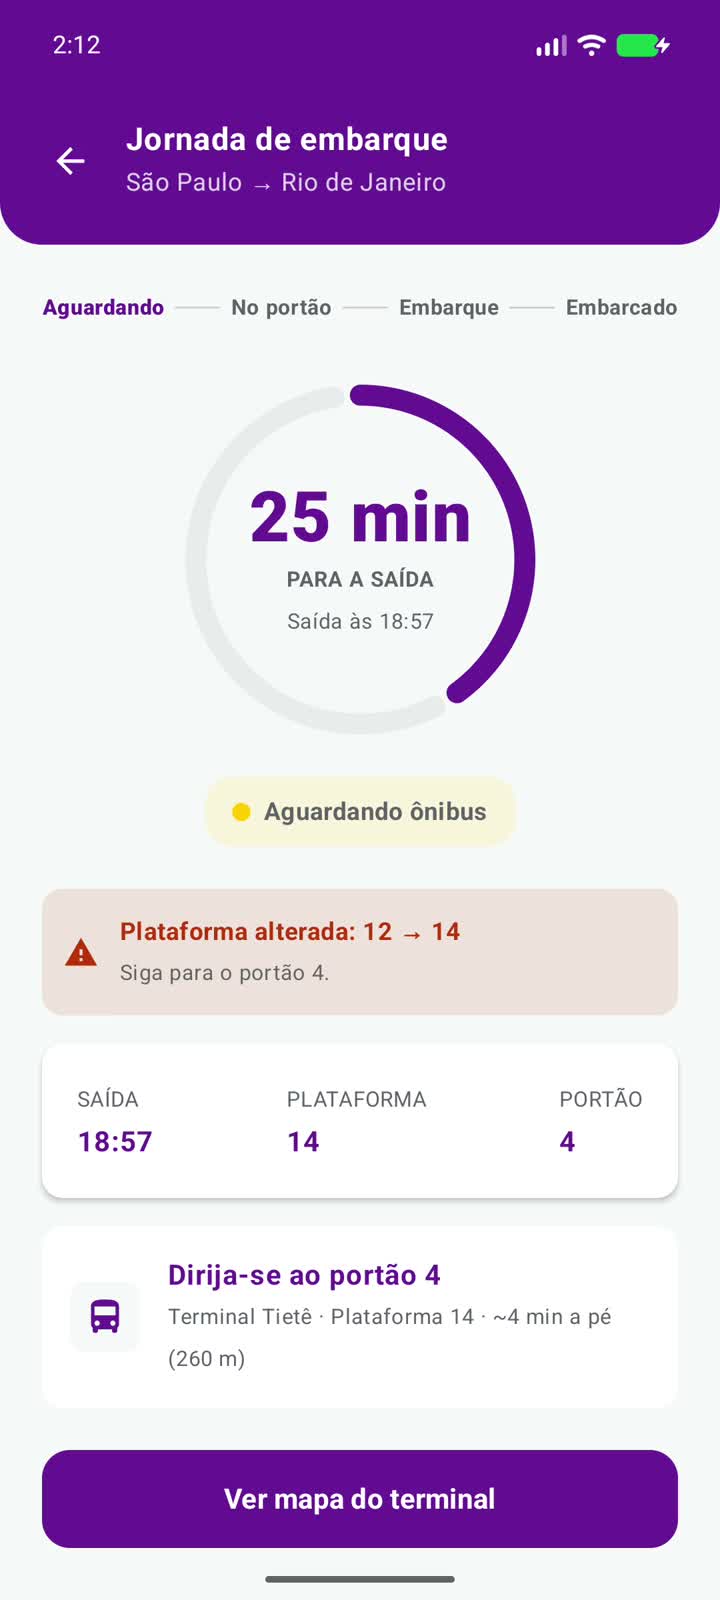 2:12
Jornada de embarque
São Paulo → Rio de Janeiro
Aguardando No portão Embarque Embarcado
25 min
PARA A SAÍDA
Saída às 18:57
Aguardando ônibus
Plataforma alterada: 12 → 14
Siga para o portão 4.
SAÍDA PLATAFORMA PORTÃO
18:57 14 4
Dirija-se ao portão 4
Terminal Tietê · Plataforma 14 · ~4 min a pé
(260 m)
Ver mapa do terminal